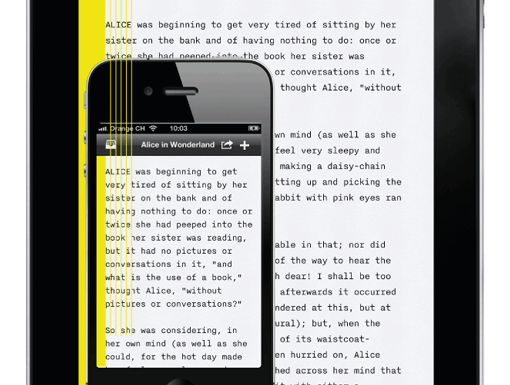 ALICE was beginning to get very tired of sitting by her
sister on the bank and of having nothing to do: once or
twice she had peeped into the book her sister was
or conversations in it,
thought Alice, "without
wn mind (as well as she
feel very sleepy and
making a daisy-chain
tting up and picking the
abbit with pink eyes ran
able in that; nor did
of the way to hear the
h dear! I shall be too
afterwards it occurred
ndered at this, but at
ural); but, when the
of its waistcoat-
en hurried on, Alice
hed across her mind that
Orange CH 10:03
Alice in Wonderland
ALICE was beginning to get
very tired of sitting by her
sister on the bank and of
having nothing to do: once or
twice she had peeped into the
book her sister was reading,
but it had no pictures or
conversations in it, "and
what is the use of a book,"
thought Alice, "without
pictures or conversations?"
So she was considering, in
her own mind (as well as she
could, for the hot day made